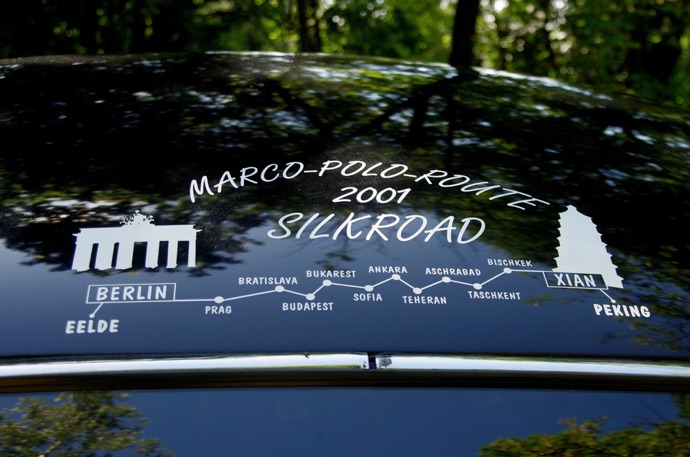 MARCO-POLO-ROUTE
2001
SILKROAD
EELDE
BERLIN
PRAG
BRATISLAVA
BUDAPEST
BUKAREST
SOFIA
ANKARA
TEHERAN
ASCHRABAD
TASCHKENT
BISCHKEK
XIAN
PEKING